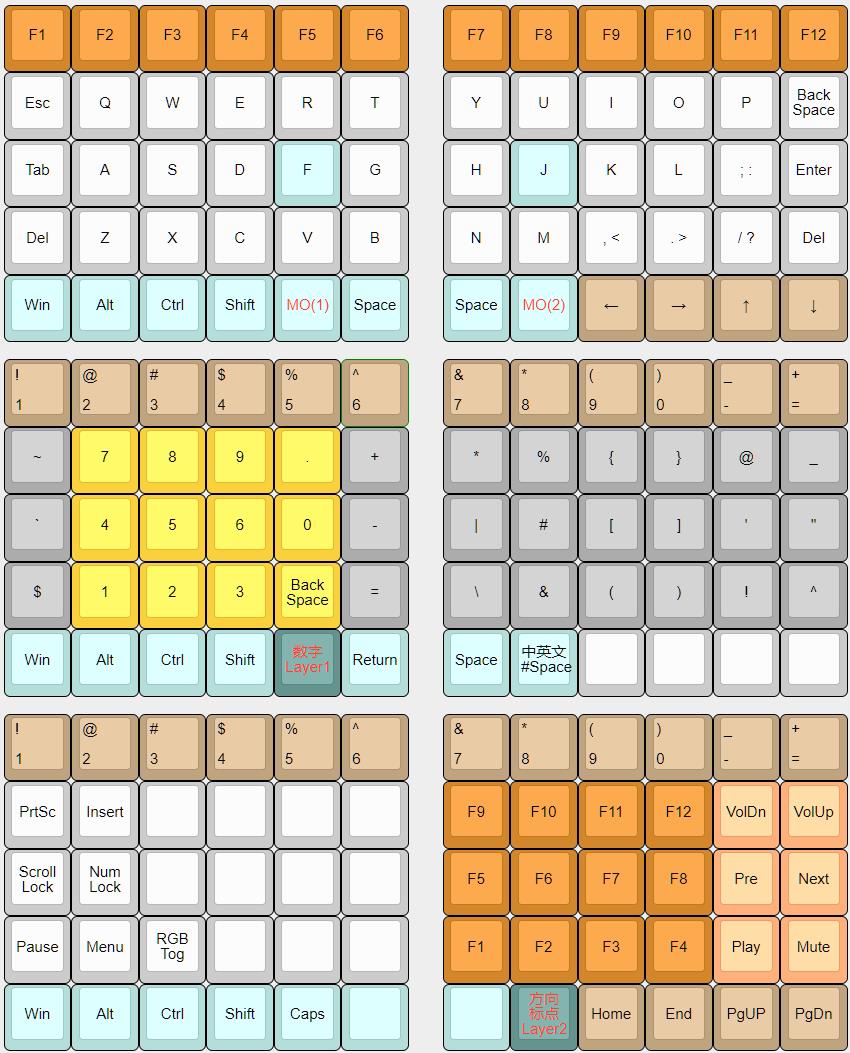 F1 F2 F3 F4 F5 F6 F7 F8 F9 F10 F11 F12
Esc Q W E R T Y U I O P Back Space
Tab A S D F G H J K L ; : Enter
Del Z X C V B N M , < . > / ? Del
Win Alt Ctrl Shift MO(1) Space Space MO(2) ← → ↑ ↓
! @ # $ % ^ & * ( ) _ +
1 2 3 4 5 6 7 8 9 0 - =
~ 7 8 9 . + * % { } @ _
` 4 5 6 0 - | # [ ] ' "
$ 1 2 3 Back Space = \ & ( ) ! ^
Win Alt Ctrl Shift 数字 Layer1 Return Space 中英文 #Space
! @ # $ % ^ & * ( ) _ +
1 2 3 4 5 6 7 8 9 0 - =
PrtSc Insert F9 F10 F11 F12 VolDn VolUp
Scroll Lock Num Lock F5 F6 F7 F8 Pre Next
Pause Menu RGB Tog F1 F2 F3 F4 Play Mute
Win Alt Ctrl Shift Caps 方向 标点 Layer2 Home End PgUP PgDn